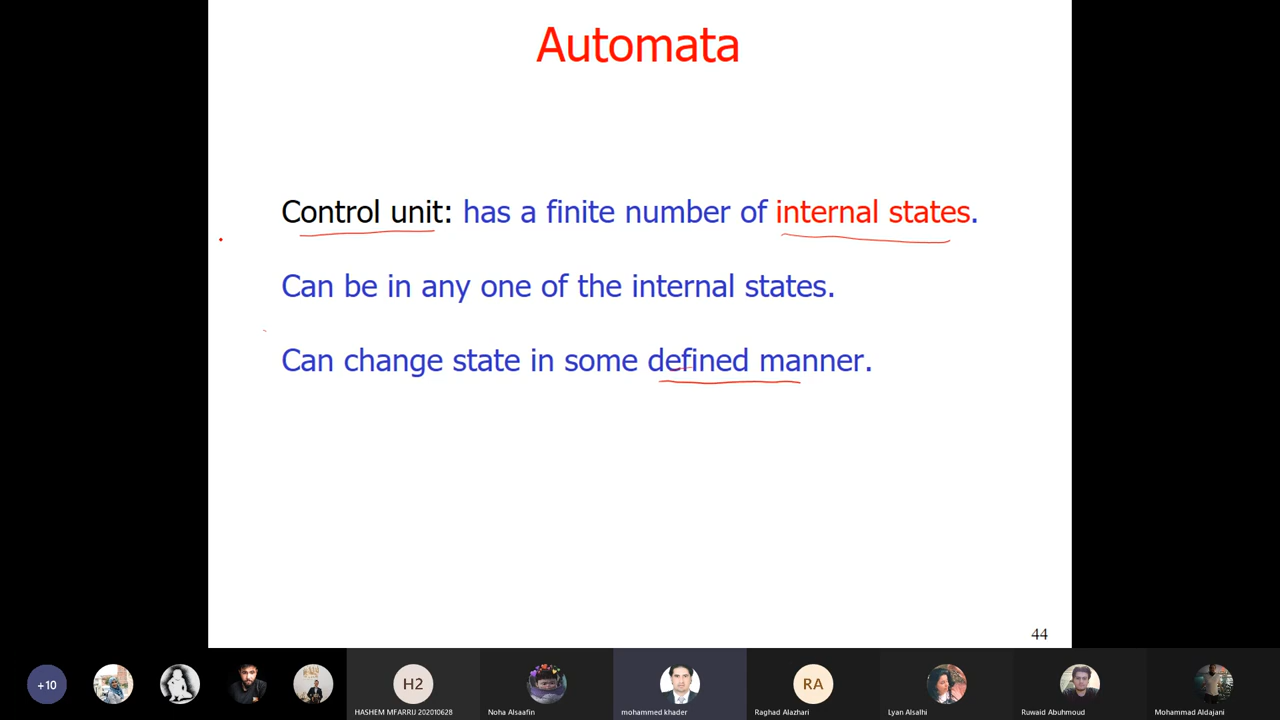 Automata
Control unit: has a finite number of internal states.
Can be in any one of the internal states.
Can change state in some defined manner.
44
+10
H2
RA
HASHEM MFARRIJ 202010628
Noha Alsaafin
mohammed khader
Raghad Alazhari
Lyan Alsalhi
Ruwaid Abuhmoud
Mohammad Aldajani